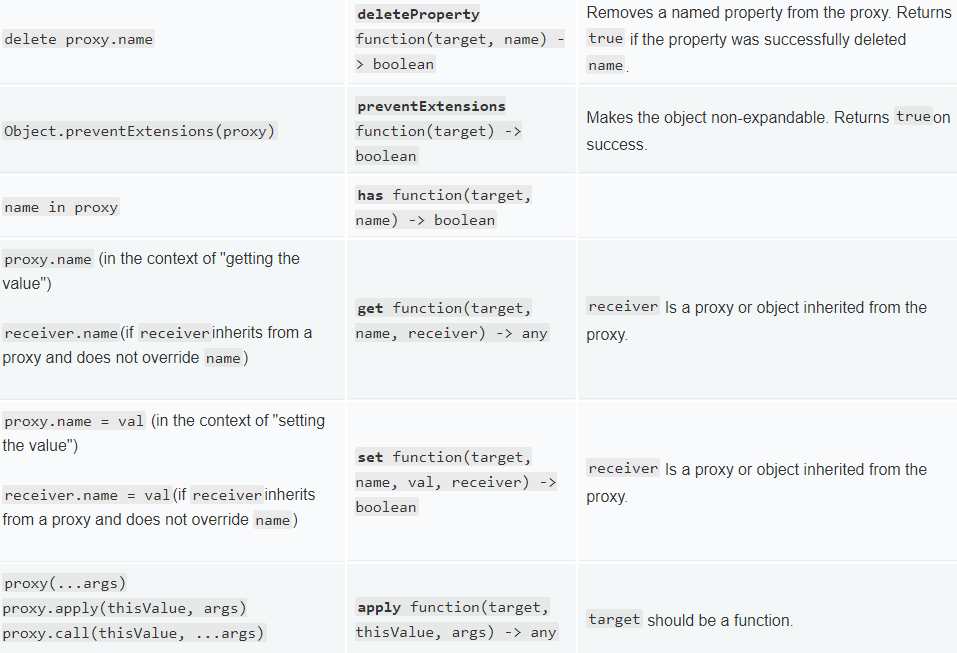 delete proxy.name
deleteProperty
function(target, name) -
> boolean
Removes a named property from the proxy. Returns
true if the property was successfully deleted
name.
Object.preventExtensions(proxy)
preventExtensions
function(target) ->
boolean
Makes the object non-expandable. Returns true on
success.
name in proxy
has function(target,
name) -> boolean
proxy.name (in the context of "getting the
value")
receiver.name(if receiver inherits from a
proxy and does not override name)
get function(target,
name, receiver) -> any
receiver Is a proxy or object inherited from the
proxy.
proxy.name = val (in the context of "setting
the value")
receiver.name = val(if receiver inherits
from a proxy and does not override name)
set function(target,
name, val, receiver) ->
boolean
receiver Is a proxy or object inherited from the
proxy.
proxy(...args)
proxy.apply(thisValue, args)
proxy.call(thisValue, ...args)
apply function(target,
thisValue, args) -> any
target should be a function.